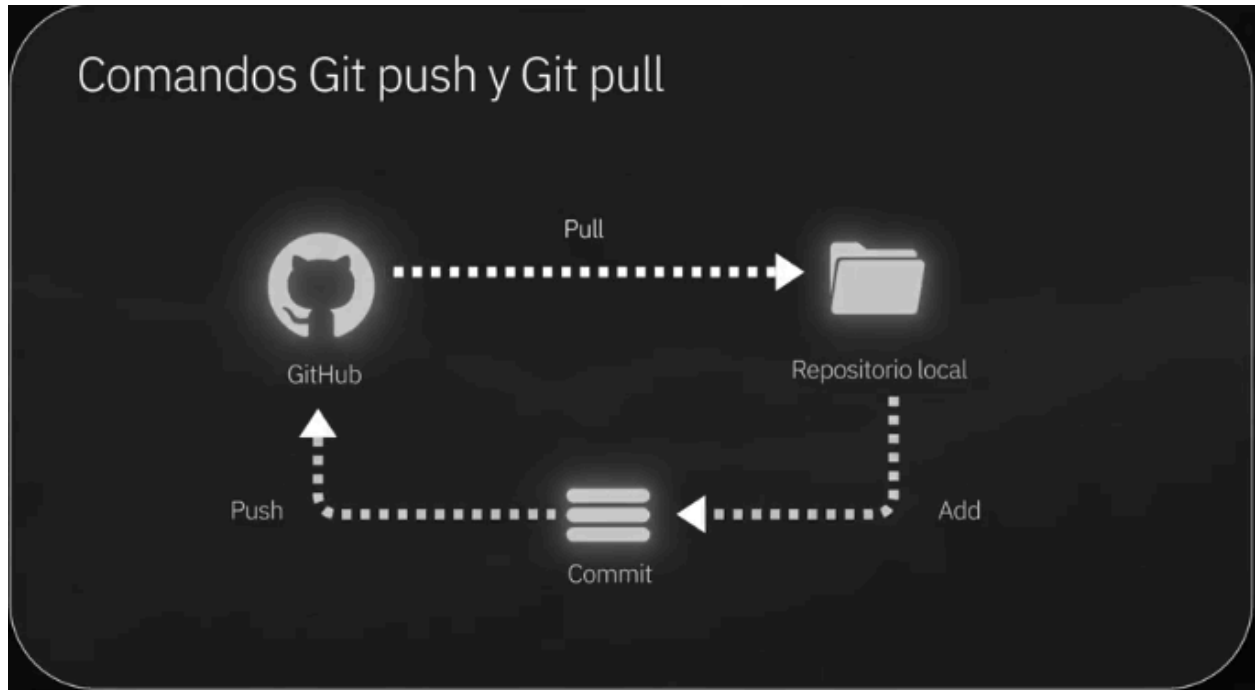 Comandos Git push y Git pull
Pull
GitHub
Repositorio local
Push
Add
Commit